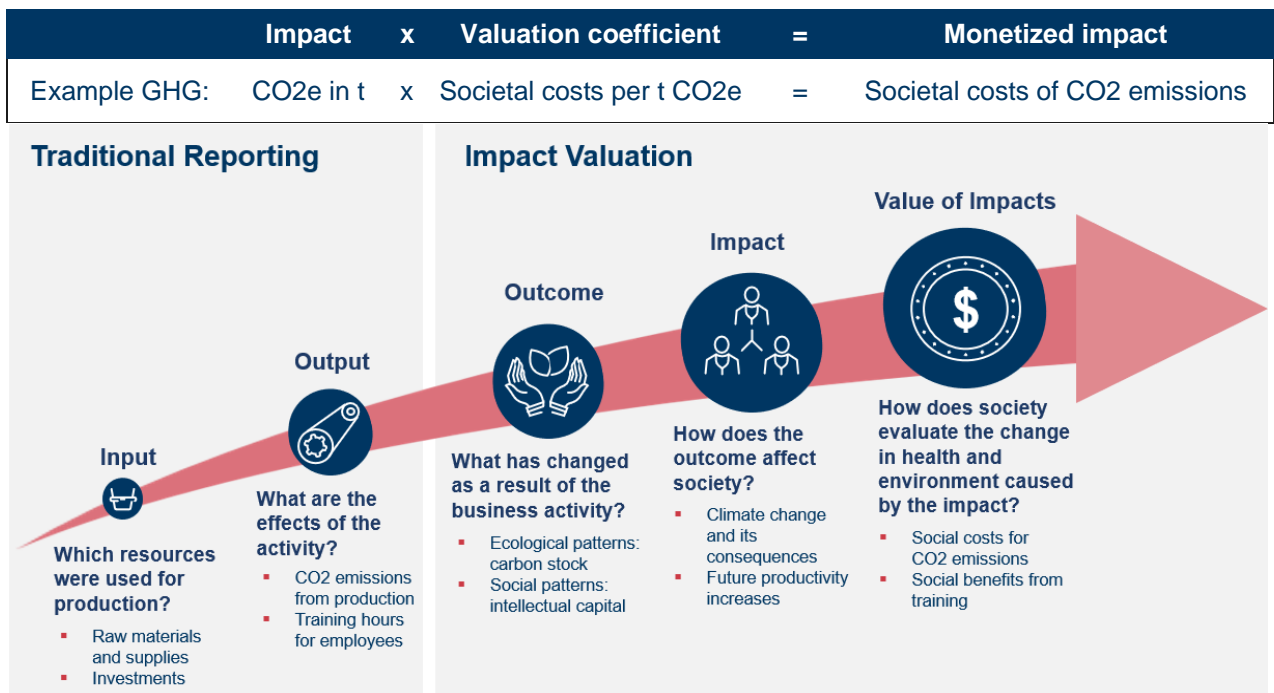 Impact x Valuation coefficient = Monetized impact
Example GHG: CO2e in t x Societal costs per t CO2e = Societal costs of CO2 emissions
Traditional Reporting
Input
Which resources
were used for
production?
▪ Raw materials
and supplies
▪ Investments
Output
What are the
effects of the
activity?
▪ CO2 emissions
from production
▪ Training hours
for employees
Impact Valuation
Outcome
What has changed
as a result of the
business activity?
▪ Ecological patterns:
carbon stock
▪ Social patterns:
intellectual capital
Impact
How does the
outcome affect
society?
▪ Climate change
and its
consequences
▪ Future productivity
increases
Value of Impacts
$
How does society
evaluate the change
in health and
environment caused
by the impact?
▪ Social costs for
CO2 emissions
▪ Social benefits from
training